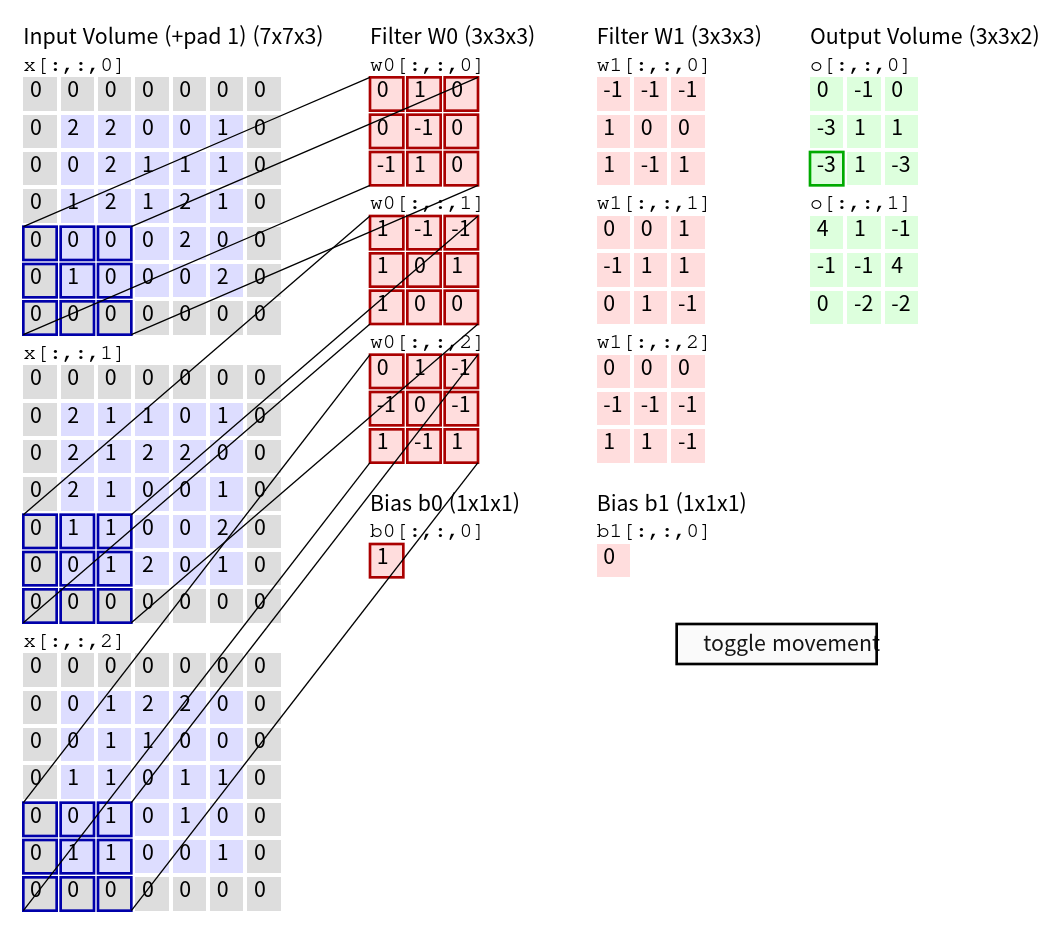 Input Volume (+pad 1) (7x7x3)
x[:,:,0]
0 0 0 0 0 0 0
0 2 2 0 0 1 0
0 0 2 1 1 1 0
0 1 2 1 2 1 0
0 0 0 0 2 0 0
0 1 0 0 0 2 0
0 0 0 0 0 0 0
x[:,:,1]
0 0 0 0 0 0 0
0 2 1 1 0 1 0
0 2 1 2 2 0 0
0 2 1 0 0 1 0
0 1 1 0 0 2 0
0 0 1 2 0 1 0
0 0 0 0 0 0 0
x[:,:,2]
0 0 0 0 0 0 0
0 0 1 2 2 0 0
0 0 1 1 0 0 0
0 1 1 0 1 1 0
0 0 1 0 1 0 0
0 1 1 0 0 1 0
0 0 0 0 0 0 0
Filter W0 (3x3x3)
w0[:,:,0]
0 1 0
0 -1 0
-1 1 0
w0[:,:,1]
1 -1 -1
1 0 1
1 0 0
w0[:,:,2]
0 1 -1
-1 0 -1
1 -1 1
Bias b0 (1x1x1)
b0[:,:,0]
1
Filter W1 (3x3x3)
w1[:,:,0]
-1 -1 -1
1 0 0
1 -1 1
w1[:,:,1]
0 0 1
-1 1 1
0 1 -1
w1[:,:,2]
0 0 0
-1 -1 -1
1 1 -1
Bias b1 (1x1x1)
b1[:,:,0]
0
Output Volume (3x3x2)
o[:,:,0]
0 -1 0
-3 1 1
-3 1 -3
o[:,:,1]
4 1 -1
-1 -1 4
0 -2 -2
toggle movement